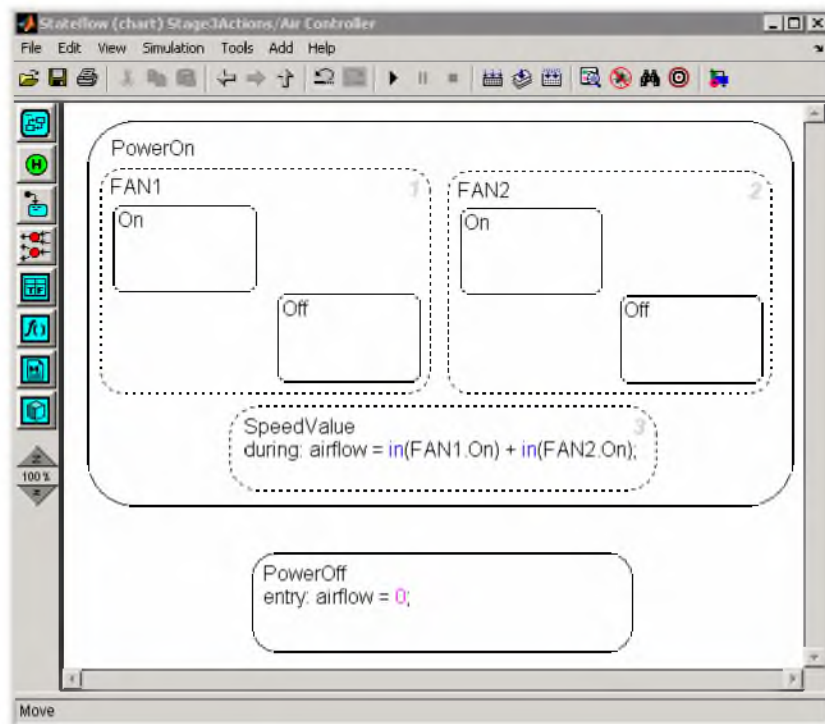 Stateflow (chart) Stage3Actions/Air Controller
File Edit View Simulation Tools Add Help
PowerOn
FAN1 1
On
Off
FAN2 2
On
Off
SpeedValue 3
during: airflow = in(FAN1.On) + in(FAN2.On);
PowerOff
entry: airflow = 0;
100 %
Move